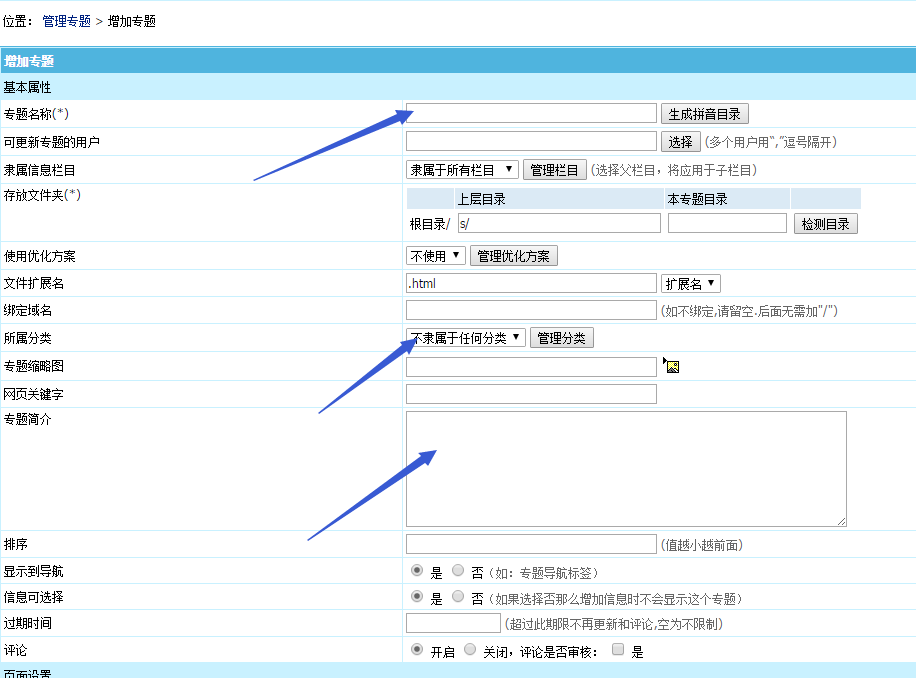 位置： 管理专题 > 增加专题
增加专题
基本属性
专题名称(*) 生成拼音目录
可更新专题的用户 选择 (多个用户用“,”逗号隔开)
隶属信息栏目 隶属于所有栏目 管理栏目 (选择父栏目，将应用于子栏目)
存放文件夹(*) 上层目录 本专题目录
根目录/ s/ 检测目录
使用优化方案 不使用 管理优化方案
文件扩展名 .html 扩展名
绑定域名 (如不绑定,请留空.后面无需加"/")
所属分类 不隶属于任何分类 管理分类
专题缩略图
网页关键字
专题简介
排序 (值越小越前面)
显示到导航 是 否 (如：专题导航标签)
信息可选择 是 否 (如果选择否那么增加信息时不会显示这个专题)
过期时间 (超过此期限不再更新和评论,空为不限制)
评论 开启 关闭，评论是否审核： 是
页面设置